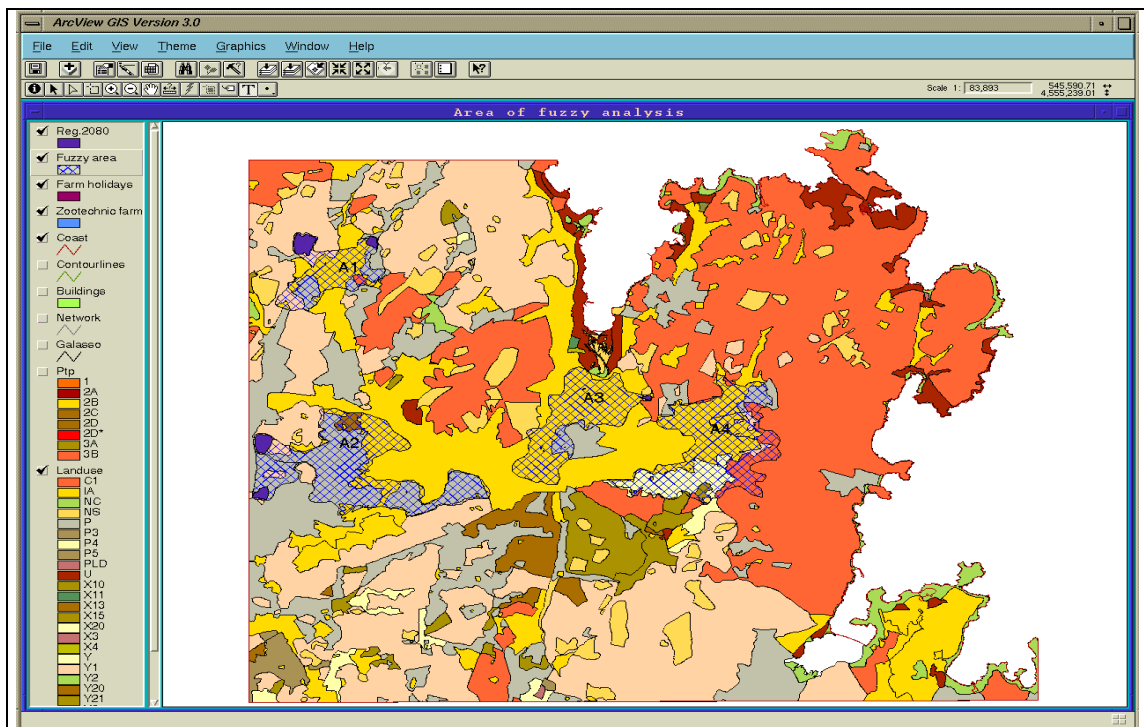 ArcView GIS Version 3.0
File Edit View Theme Graphics Window Help
Scale 1: 83,893
545,590.71
4,555,239.01
Area of fuzzy analysis
Reg.2080
Fuzzy area
Farm holidays
Zootechnic farm
Coast
Contourlines
Buildings
Network
Galasso
Ptp
1
2A
2B
2C
2D
2D*
3A
3B
Landuse
C1
IA
NC
NS
P
P3
P4
P5
PLD
U
X10
X11
X13
X15
X20
X3
X4
Y
Y1
Y2
Y20
Y21
A1
A2
A3
A4